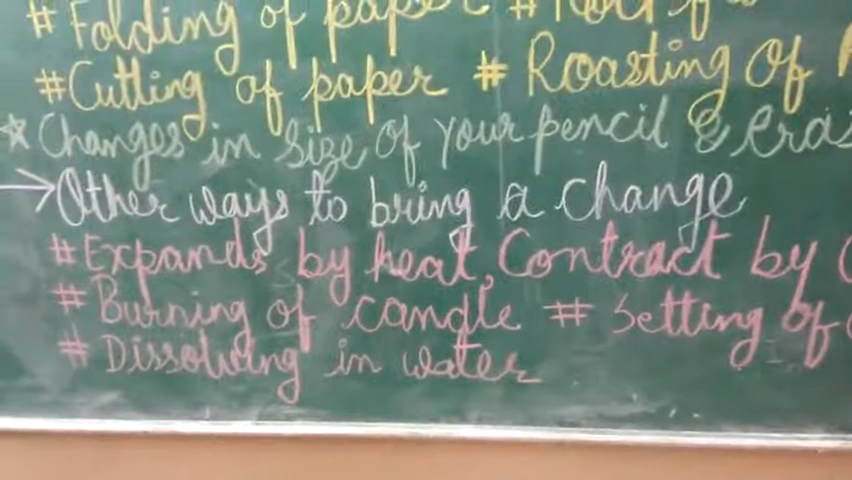 # Folding of paper #
#Cutting of paper # Roasting Of
* Changes in size Of your pencil &
→ Other ways to bring a change
# Expands by heat, Contract by
# Burning of candle # Setting of
# Dissolving in water